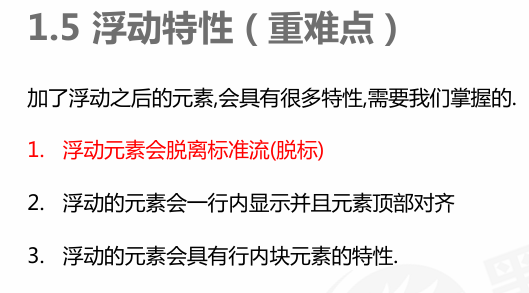 1.5 浮动特性（重难点）
加了浮动之后的元素,会具有很多特性,需要我们掌握的.
1. 浮动元素会脱离标准流(脱标)
2. 浮动的元素会一行内显示并且元素顶部对齐
3. 浮动的元素会具有行内块元素的特性.